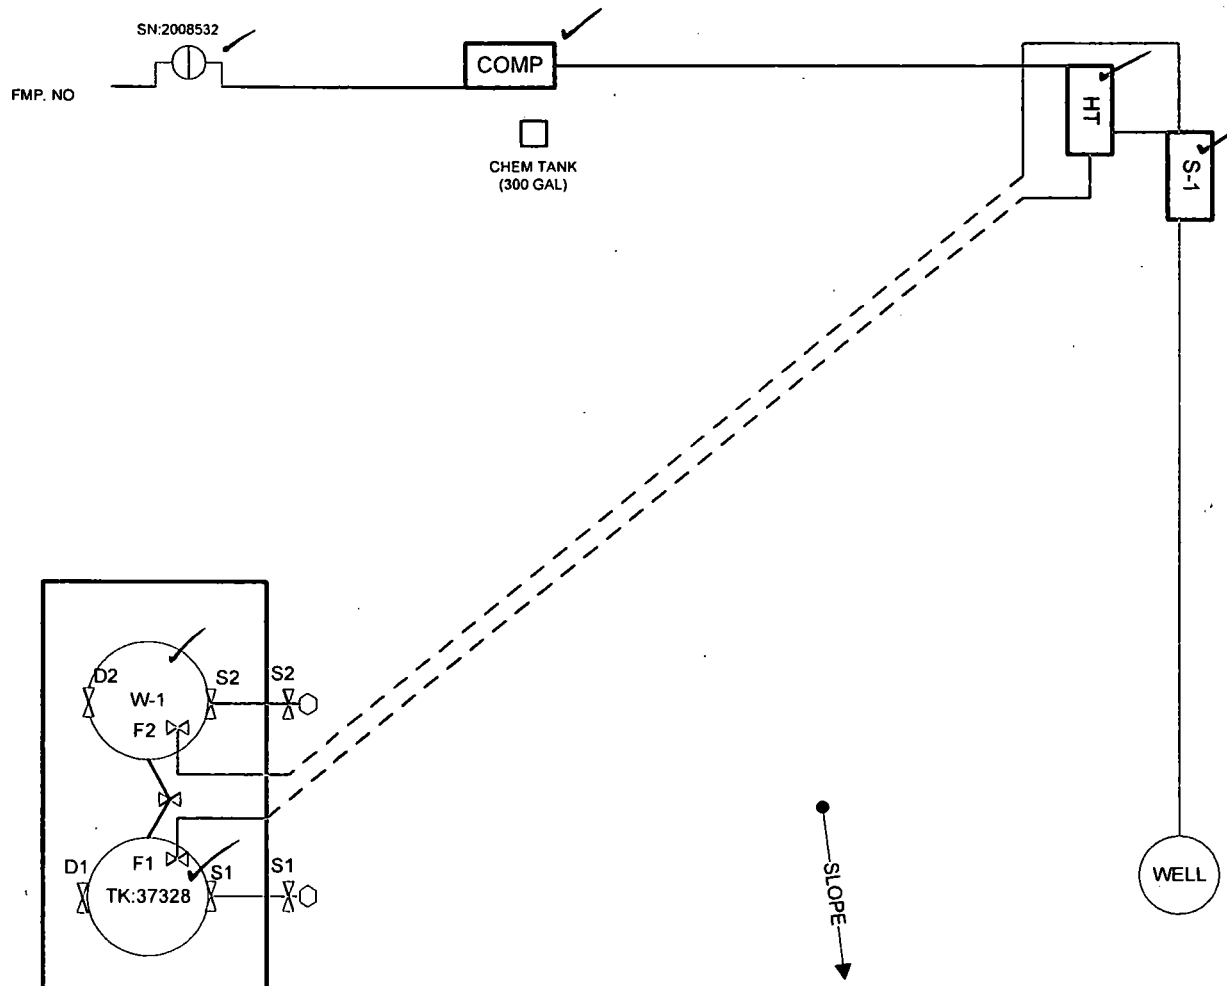 SN:2008532
FMP. NO
COMP
CHEM TANK
(300 GAL)
HT
S-1
D2
W-1
S2
S2
F2
D1
F1
S1
S1
TK:37328
SLOPE
WELL